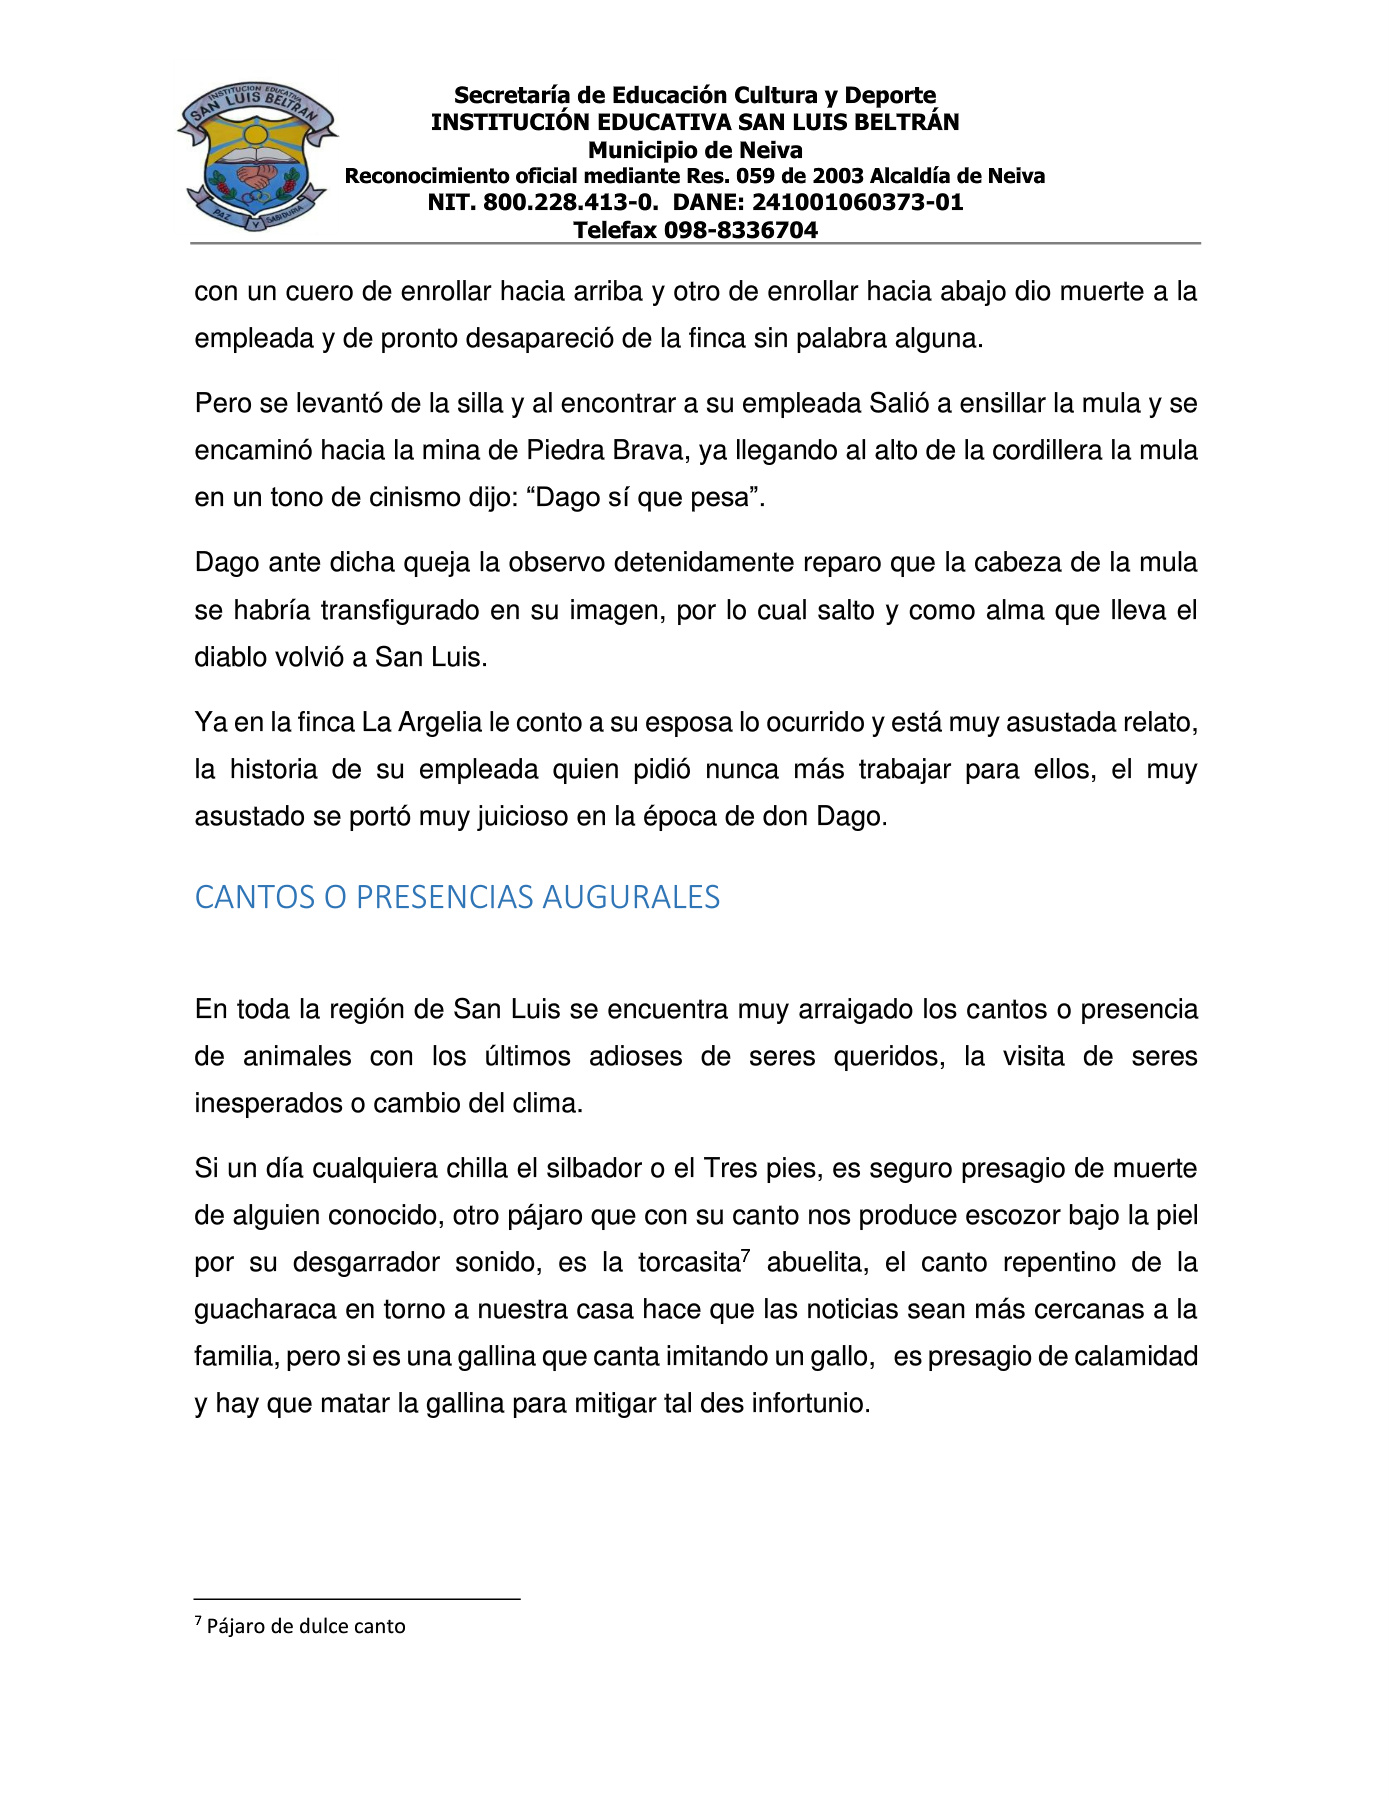 INSTITUCION EDUCATIVA
SAN LUIS BELTRAN
PAZ Y SABIDURIA
Secretaría de Educación Cultura y Deporte
INSTITUCIÓN EDUCATIVA SAN LUIS BELTRÁN
Municipio de Neiva
Reconocimiento oficial mediante Res. 059 de 2003 Alcaldía de Neiva
NIT. 800.228.413-0. DANE: 241001060373-01
Telefax 098-8336704
con un cuero de enrollar hacia arriba y otro de enrollar hacia abajo dio muerte a la
empleada y de pronto desapareció de la finca sin palabra alguna.
Pero se levantó de la silla y al encontrar a su empleada Salió a ensillar la mula y se
encaminó hacia la mina de Piedra Brava, ya llegando al alto de la cordillera la mula
en un tono de cinismo dijo: “Dago sí que pesa”.
Dago ante dicha queja la observo detenidamente reparo que la cabeza de la mula
se habría transfigurado en su imagen, por lo cual salto y como alma que lleva el
diablo volvió a San Luis.
Ya en la finca La Argelia le conto a su esposa lo ocurrido y está muy asustada relato,
la historia de su empleada quien pidió nunca más trabajar para ellos, el muy
asustado se portó muy juicioso en la época de don Dago.
CANTOS O PRESENCIAS AUGURALES
En toda la región de San Luis se encuentra muy arraigado los cantos o presencia
de animales con los últimos adioses de seres queridos, la visita de seres
inesperados o cambio del clima.
Si un día cualquiera chilla el silbador o el Tres pies, es seguro presagio de muerte
de alguien conocido, otro pájaro que con su canto nos produce escozor bajo la piel
por su desgarrador sonido, es la torcasita⁷ abuelita, el canto repentino de la
guacharaca en torno a nuestra casa hace que las noticias sean más cercanas a la
familia, pero si es una gallina que canta imitando un gallo, es presagio de calamidad
y hay que matar la gallina para mitigar tal des infortunio.
⁷ Pájaro de dulce canto